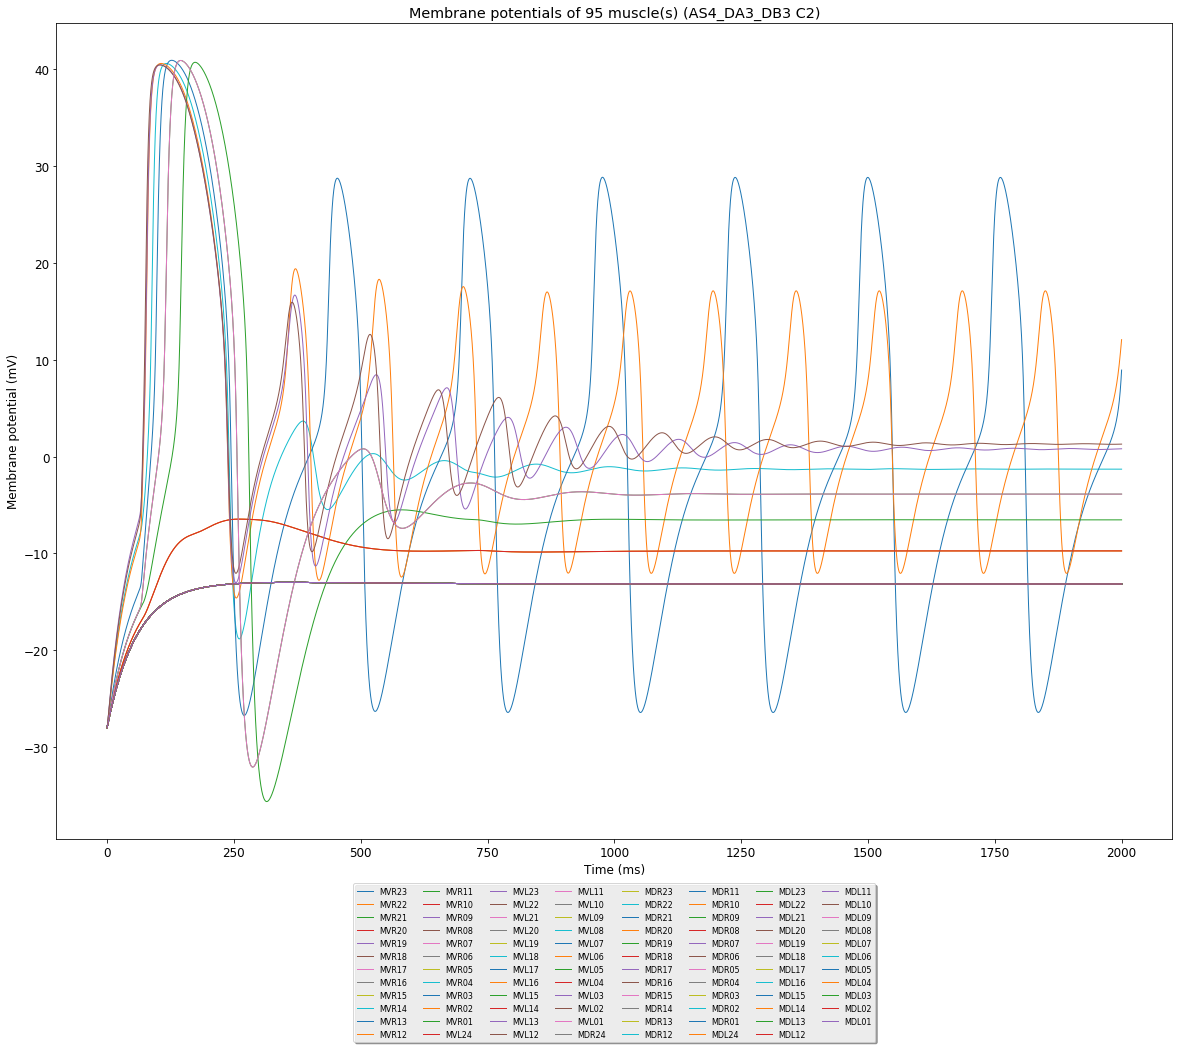 Membrane potentials of 95 muscle(s) (AS4_DA3_DB3 C2)
Membrane potential (mV)
40
30
20
10
0
−10
−20
−30
0 250 500 750 1000 1250 1500 1750 2000
Time (ms)
MVR23 MVR11 MVL23 MVL11 MDR23 MDR11 MDL23 MDL11
MVR22 MVR10 MVL22 MVL10 MDR22 MDR10 MDL22 MDL10
MVR21 MVR09 MVL21 MVL09 MDR21 MDR09 MDL21 MDL09
MVR20 MVR08 MVL20 MVL08 MDR20 MDR08 MDL20 MDL08
MVR19 MVR07 MVL19 MVL07 MDR19 MDR07 MDL19 MDL07
MVR18 MVR06 MVL18 MVL06 MDR18 MDR06 MDL18 MDL06
MVR17 MVR05 MVL17 MVL05 MDR17 MDR05 MDL17 MDL05
MVR16 MVR04 MVL16 MVL04 MDR16 MDR04 MDL16 MDL04
MVR15 MVR03 MVL15 MVL03 MDR15 MDR03 MDL15 MDL03
MVR14 MVR02 MVL14 MVL02 MDR14 MDR02 MDL14 MDL02
MVR13 MVR01 MVL13 MVL01 MDR13 MDR01 MDL13 MDL01
MVR12 MVL24 MVL12 MDR24 MDR12 MDL24 MDL12